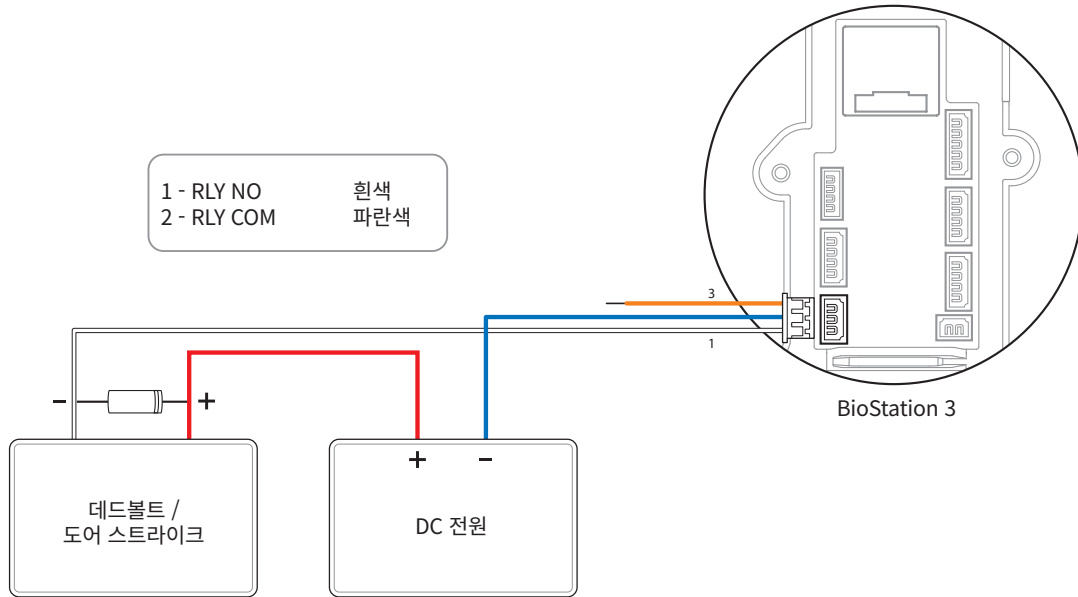 1 - RLY NO 흰색
2 - RLY COM 파란색
3
1
BioStation 3
- +
+ -
데드볼트 /
도어 스트라이크
DC 전원